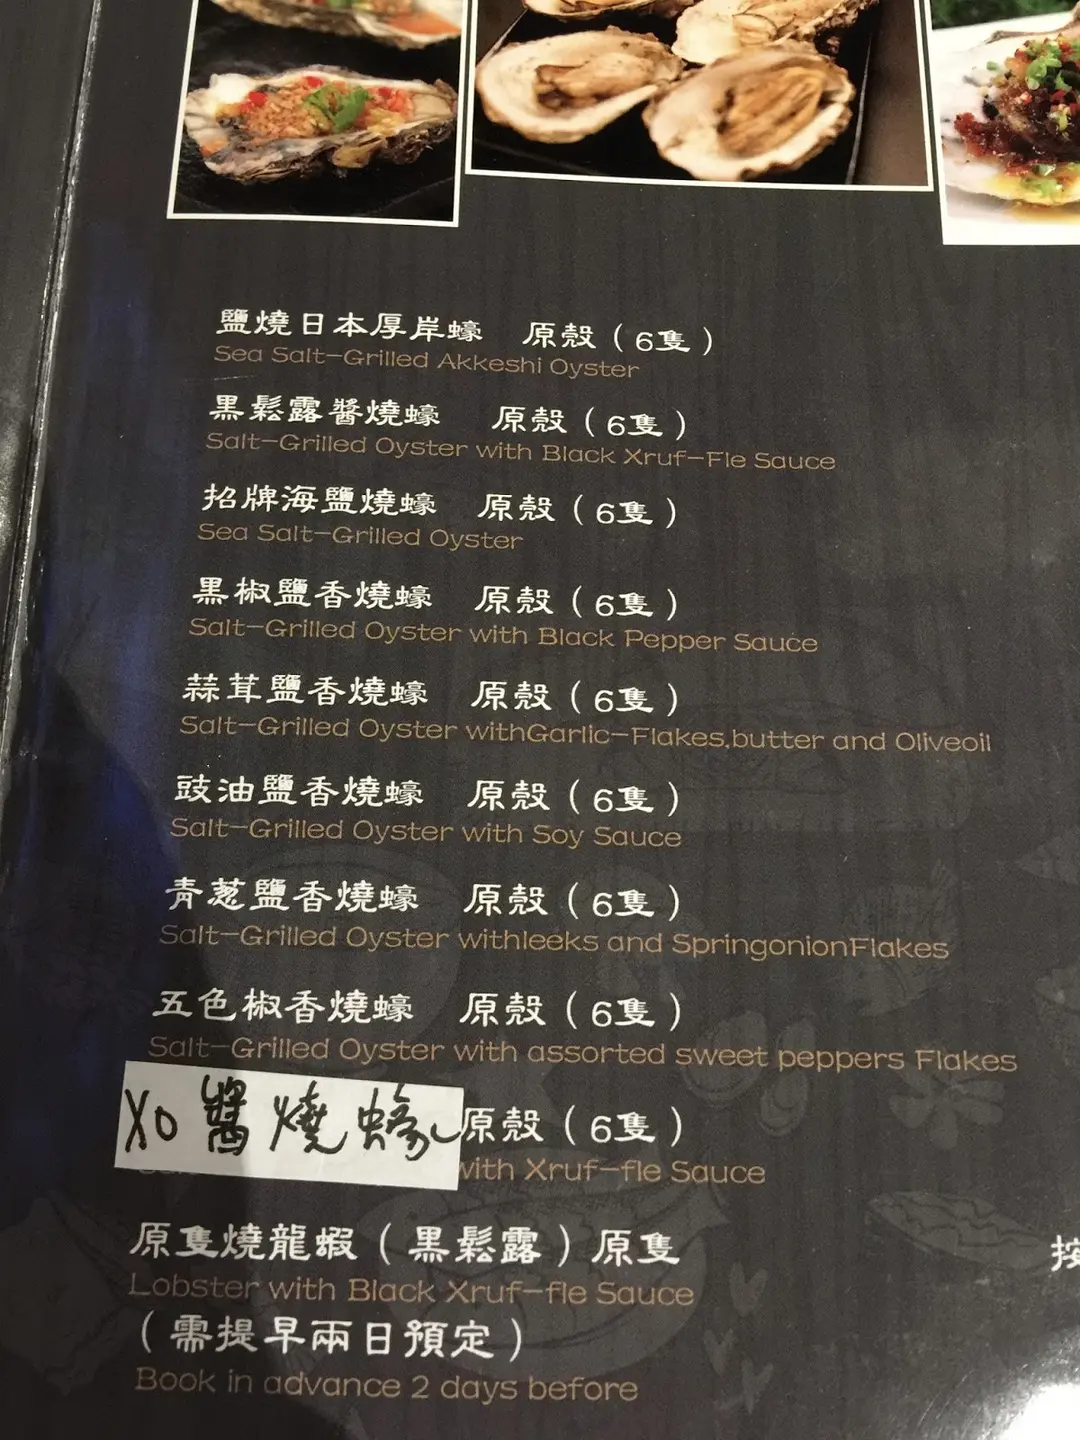 鹽燒日本厚岸蠔 原殼（6隻）
Sea Salt-Grilled Akkeshi Oyster
黑鬆露醬燒蠔 原殼（6隻）
Salt-Grilled Oyster with Black Xruf-Fle Sauce
招牌海鹽燒蠔 原殼（6隻）
Sea Salt-Grilled Oyster
黑椒鹽香燒蠔 原殼（6隻）
Salt-Grilled Oyster with Black Pepper Sauce
蒜茸鹽香燒蠔 原殼（6隻）
Salt-Grilled Oyster withGarlic-Flakes,butter and Oliveoil
豉油鹽香燒蠔 原殼（6隻）
Salt-Grilled Oyster with Soy Sauce
青葱鹽香燒蠔 原殼（6隻）
Salt-Grilled Oyster withleeks and SpringonionFlakes
五色椒香燒蠔 原殼（6隻）
Salt-Grilled Oyster with assorted sweet peppers Flakes
XO醬燒蠔 原殼（6隻）
with Xruf-fle Sauce
原隻燒龍蝦（黑鬆露）原隻
Lobster with Black Xruf-fle Sauce
（需提早兩日預定）
Book in advance 2 days before